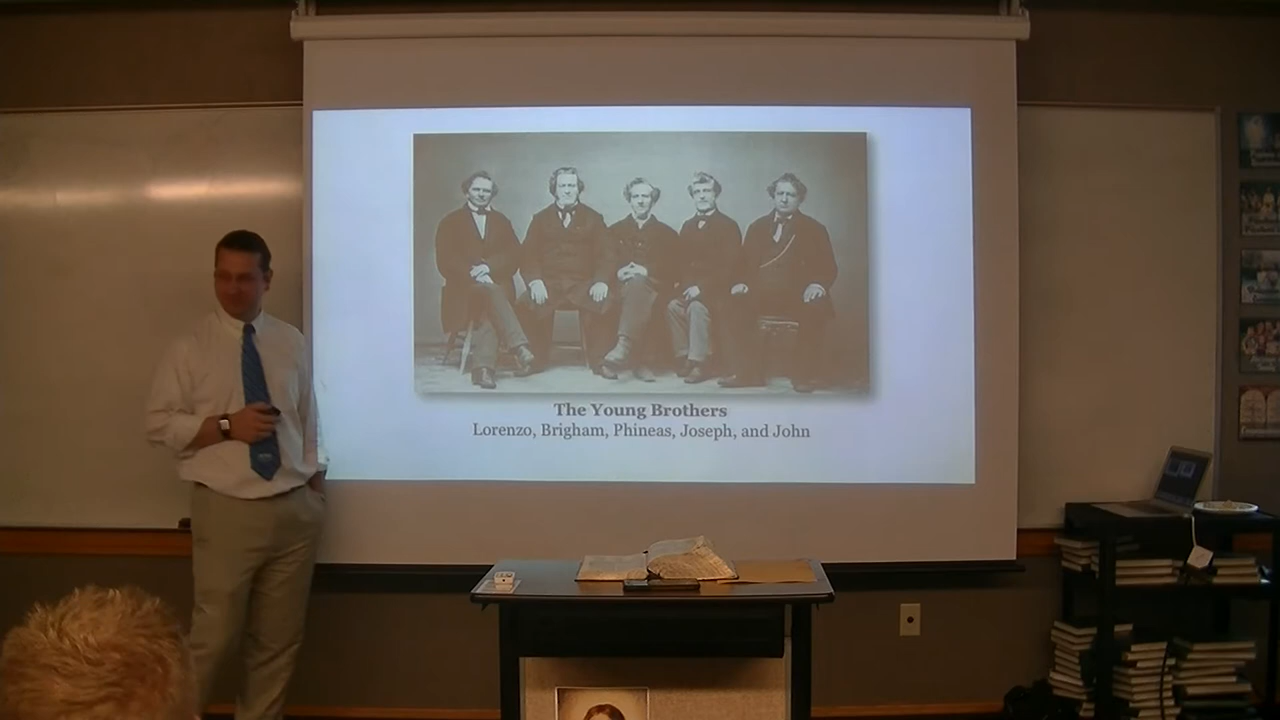 The Young Brothers
Lorenzo, Brigham, Phineas, Joseph, and John